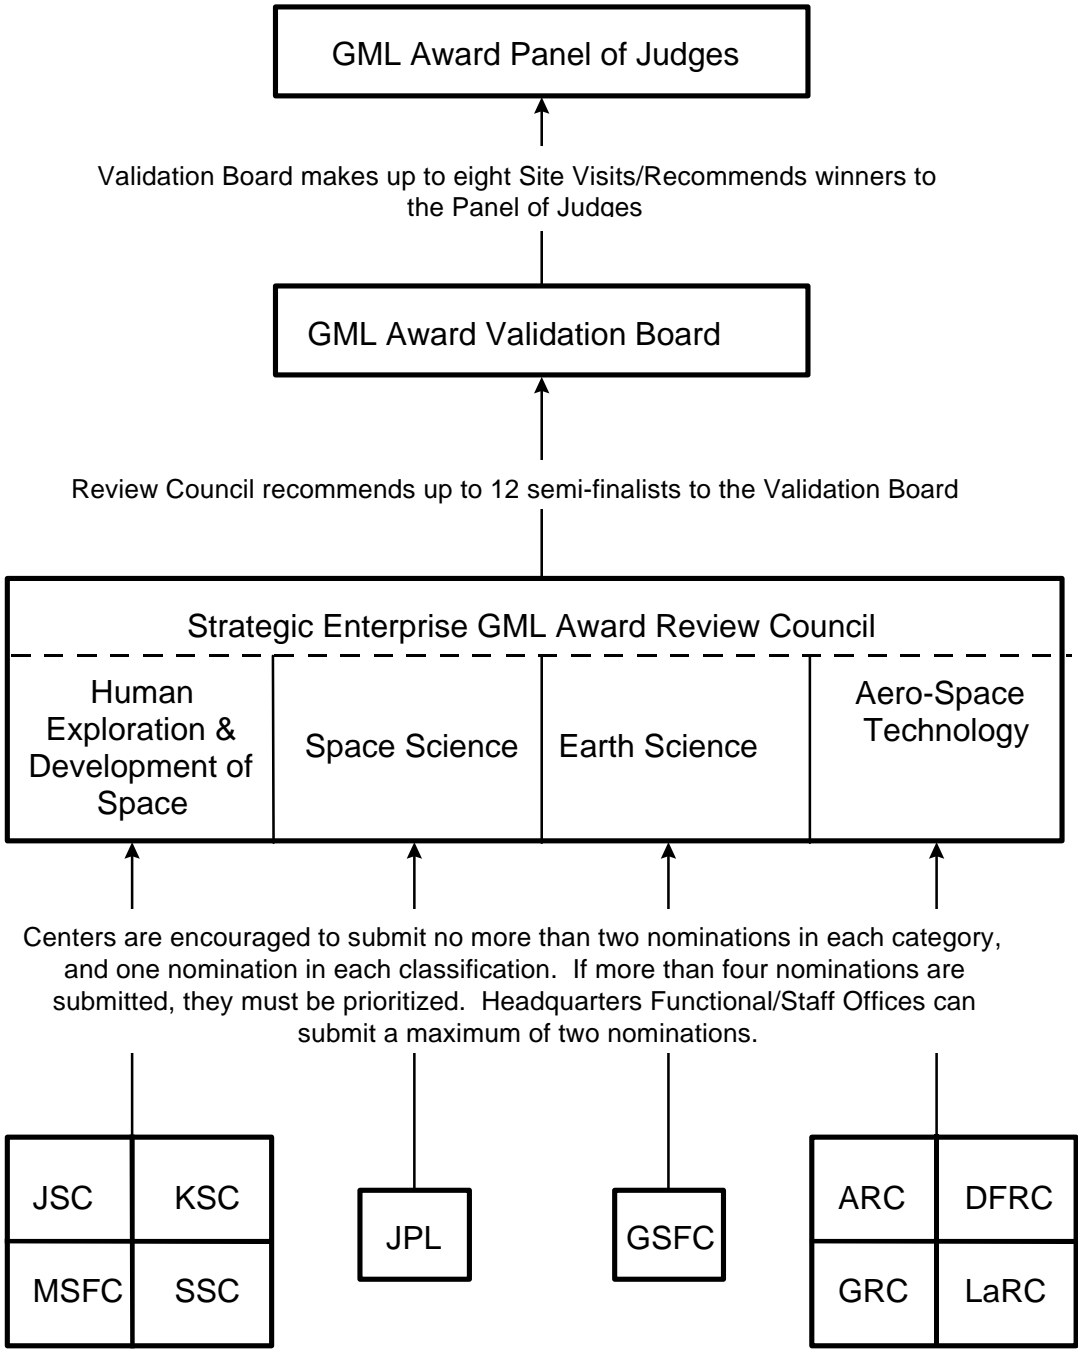 GML Award Panel of Judges
Validation Board makes up to eight Site Visits/Recommends winners to
the Panel of Judges
GML Award Validation Board
Review Council recommends up to 12 semi-finalists to the Validation Board
Strategic Enterprise GML Award Review Council
Human
Exploration &
Development of
Space
Space Science
Earth Science
Aero-Space
Technology
Centers are encouraged to submit no more than two nominations in each category,
and one nomination in each classification.  If more than four nominations are
submitted, they must be prioritized.  Headquarters Functional/Staff Offices can
submit a maximum of two nominations.
JSC
KSC
MSFC
SSC
JPL
GSFC
ARC
DFRC
GRC
LaRC